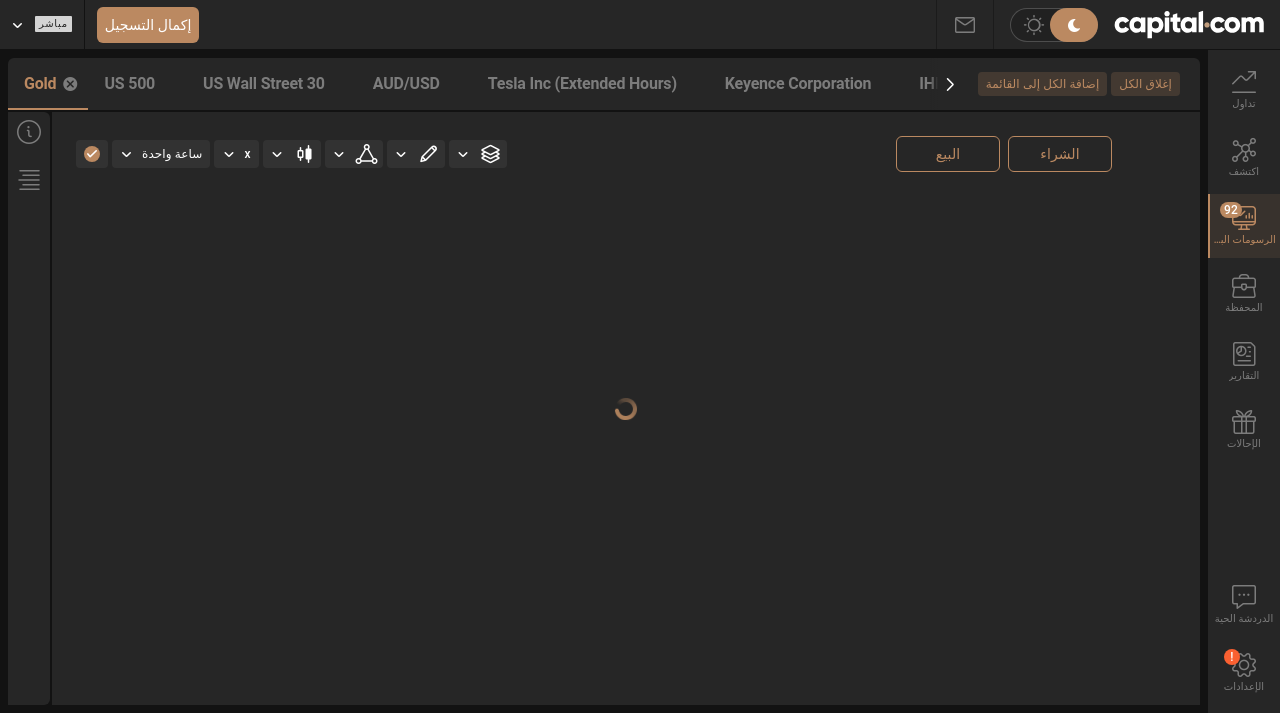 capital.com
إكمال التسجيل
مباشر
Gold
US 500
US Wall Street 30
AUD/USD
Tesla Inc (Extended Hours)
Keyence Corporation
إضافة الكل إلى القائمة
إغلاق الكل
ساعة واحدة
x
البيع
الشراء
تداول
اكتشف
92
الرسومات الب...
المحفظة
التقارير
الإحالات
الدردشة الحية
!
الإعدادات